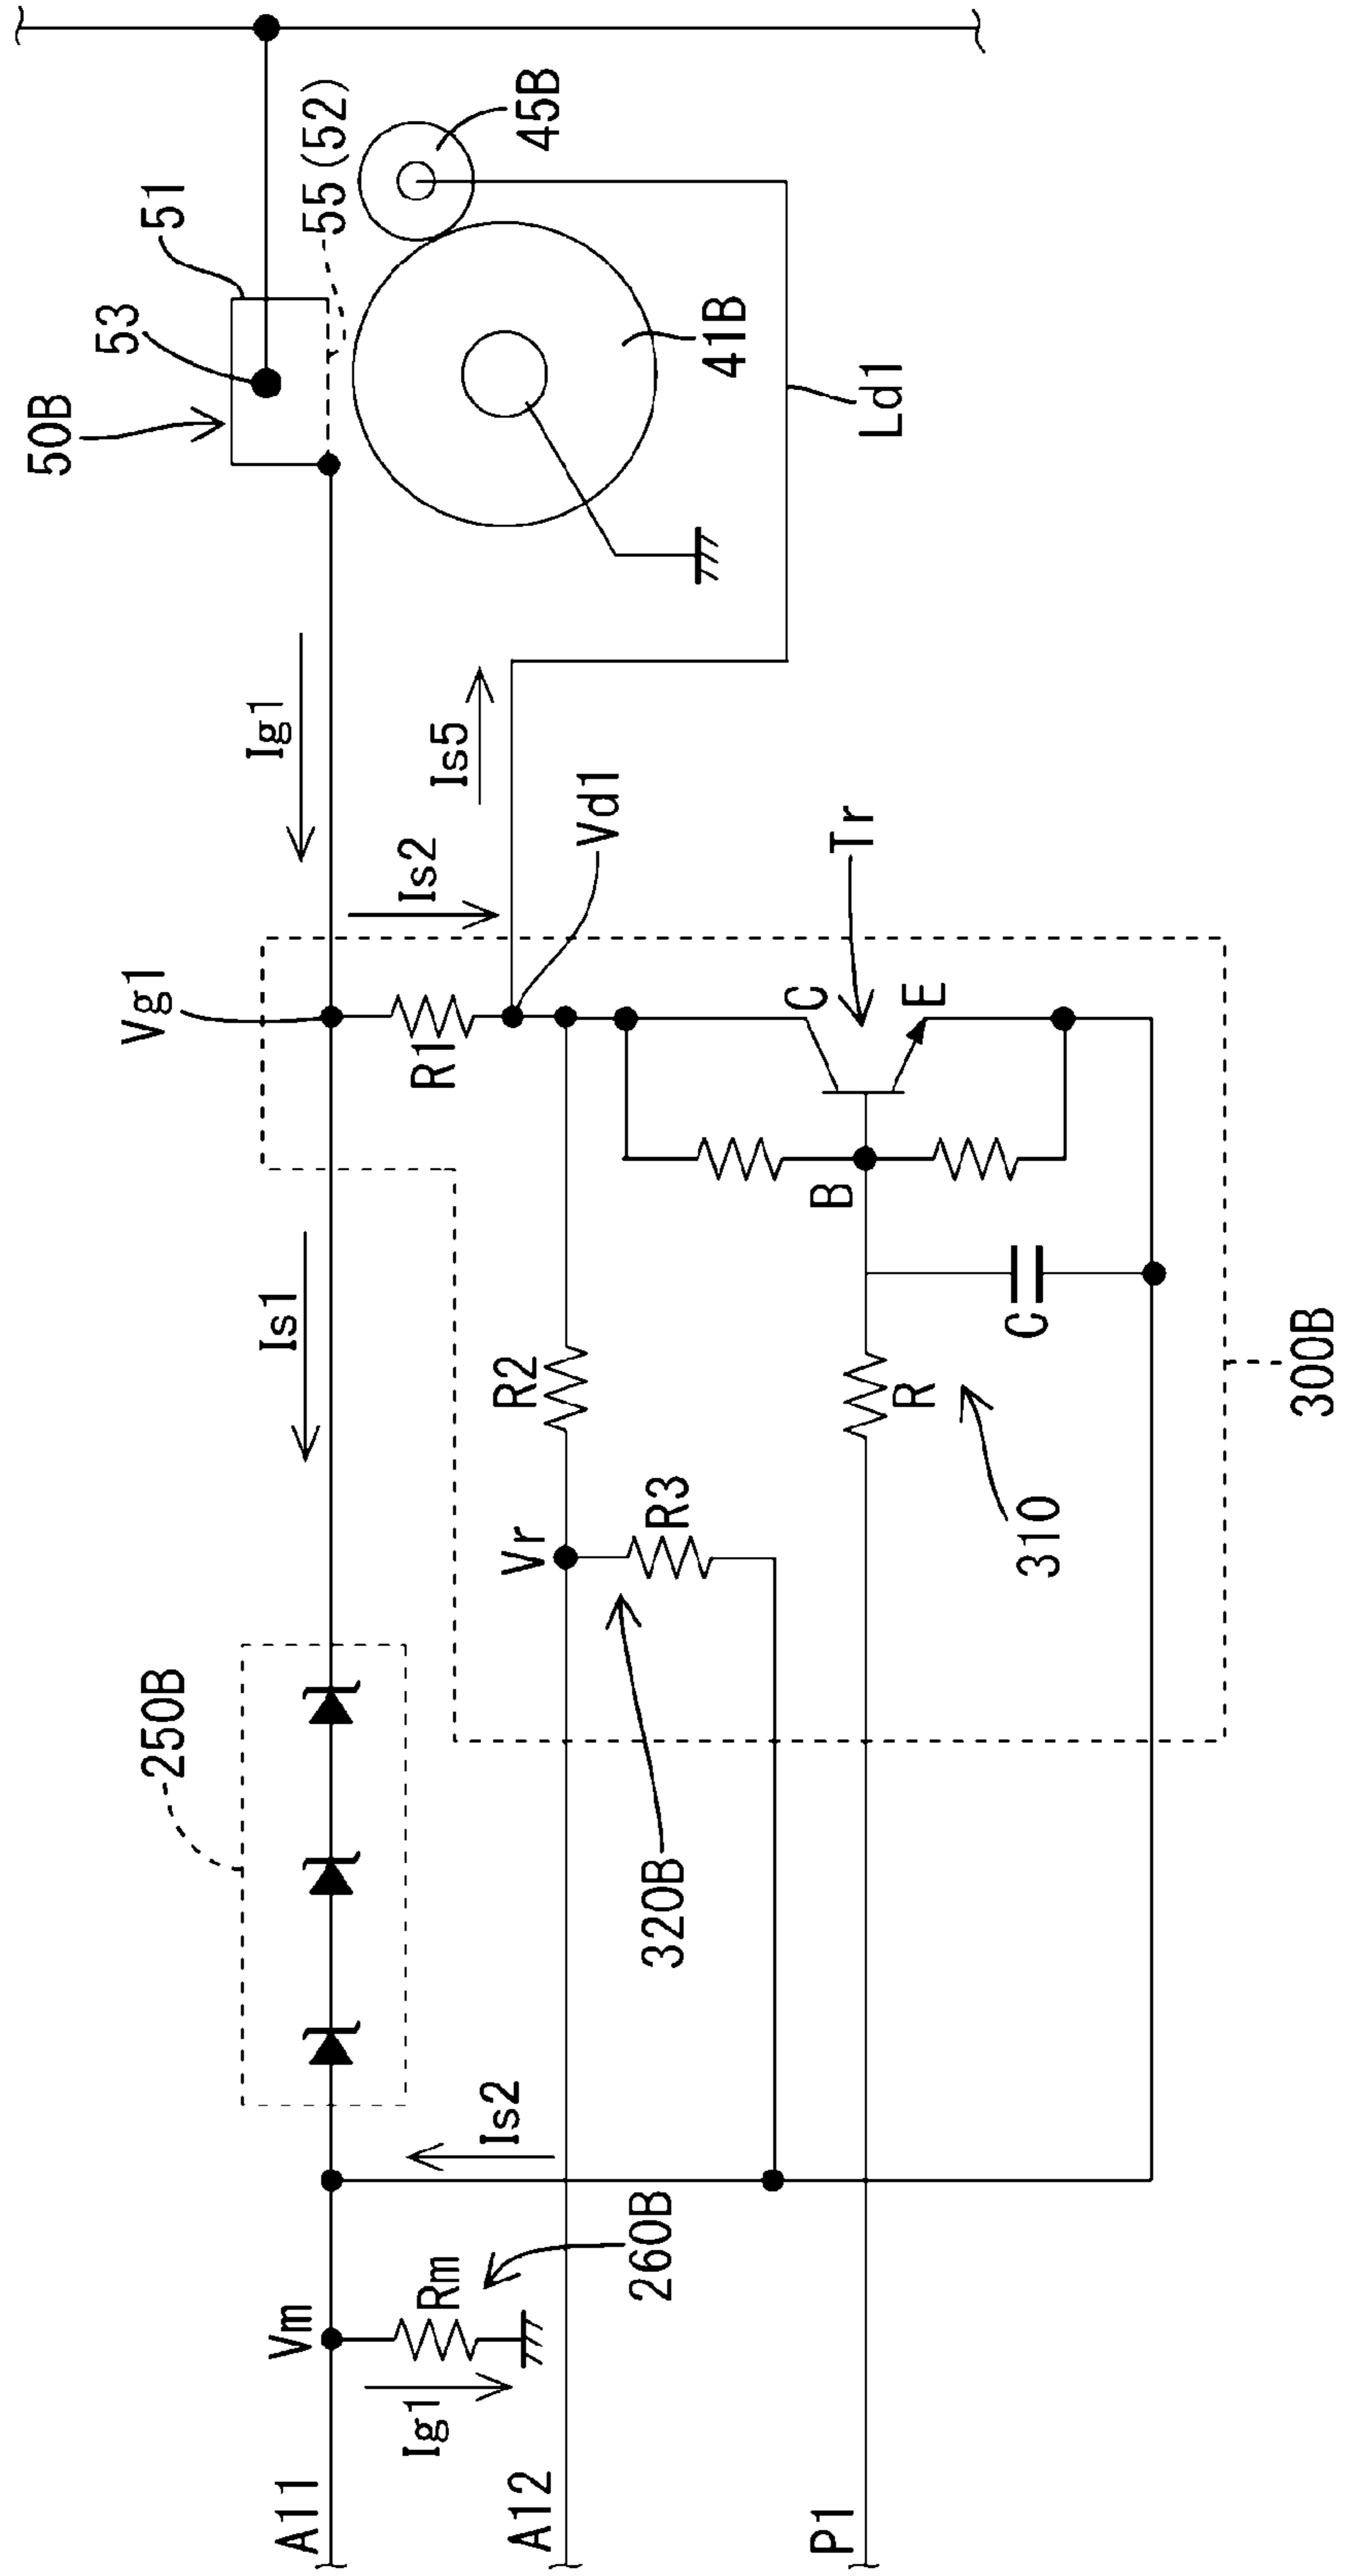 50B
53
51
55(52)
45B
41B
Ld1
Ig1
Is5
Is2
Vd1
Vg1
R1
Tr
C
E
B
Is1
R2
R
C
300B
Vr
R3
310
250B
320B
Is2
260B
Vm
Rm
Ig1
A11
A12
P1